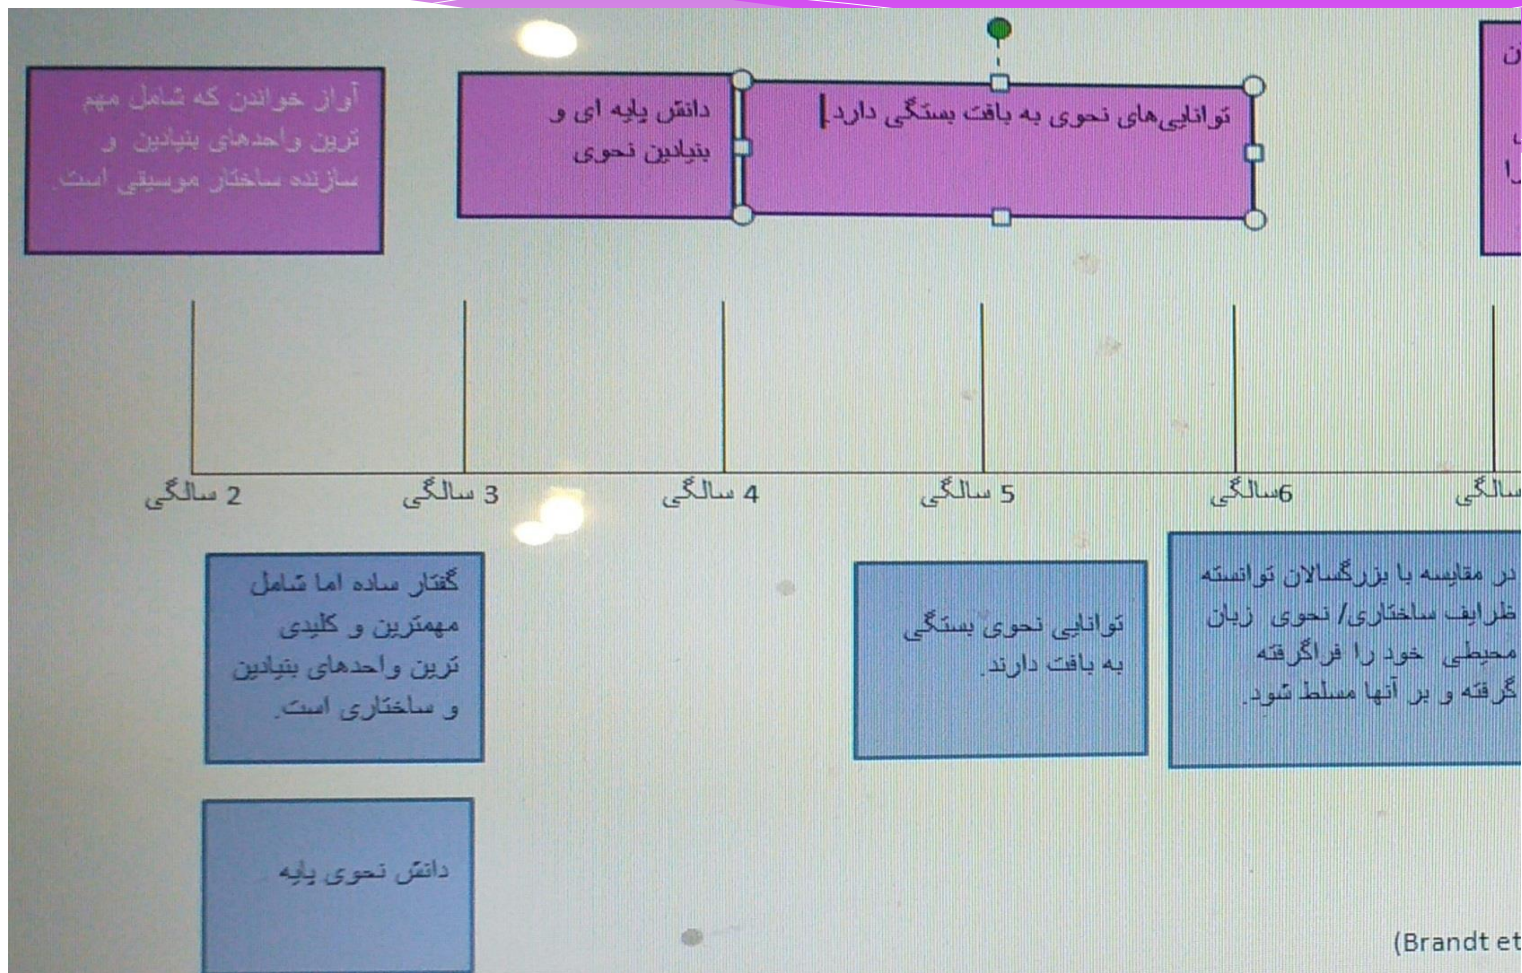 آواز خواندن که شامل مهم
ترین واحدهای بنیادین و
سازنده ساختار موسیقی است.
دانش پایه ای و
بنیادین نحوی
توانایی‌های نحوی به بافت بستگی دارد.
2 سالگی
3 سالگی
4 سالگی
5 سالگی
6سالگی
سالگی
گفتار ساده اما شامل
مهمترین و کلیدی
ترین واحدهای بنیادین
و ساختاری است.
دانش نحوی پایه
توانایی نحوی بستگی
به بافت دارند.
در مقایسه با بزرگسالان توانسته
ظرایف ساختاری/ نحوی زبان
محیطی خود را فراگرفته
گرفته و بر آنها مسلط شود.
(Brandt et